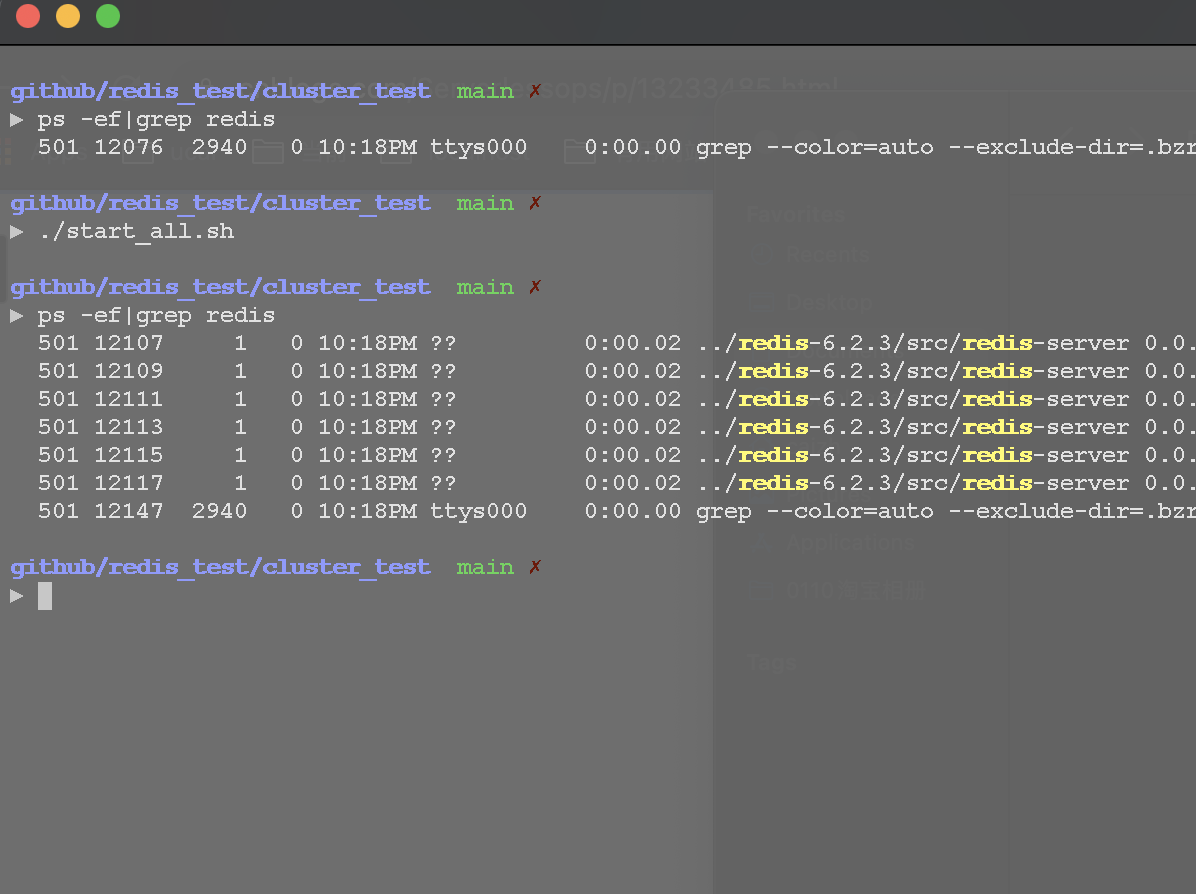 github/redis_test/cluster_test main ✗
▶ ps -ef|grep redis
501 12076 2940 0 10:18PM ttys000 0:00.00 grep --color=auto --exclude-dir=.bzr
github/redis_test/cluster_test main ✗
▶ ./start_all.sh
github/redis_test/cluster_test main ✗
▶ ps -ef|grep redis
501 12107 1 0 10:18PM ?? 0:00.02 ../redis-6.2.3/src/redis-server 0.0.
501 12109 1 0 10:18PM ?? 0:00.02 ../redis-6.2.3/src/redis-server 0.0.
501 12111 1 0 10:18PM ?? 0:00.02 ../redis-6.2.3/src/redis-server 0.0.
501 12113 1 0 10:18PM ?? 0:00.02 ../redis-6.2.3/src/redis-server 0.0.
501 12115 1 0 10:18PM ?? 0:00.02 ../redis-6.2.3/src/redis-server 0.0.
501 12117 1 0 10:18PM ?? 0:00.02 ../redis-6.2.3/src/redis-server 0.0.
501 12147 2940 0 10:18PM ttys000 0:00.00 grep --color=auto --exclude-dir=.bzr
github/redis_test/cluster_test main ✗
▶
Favorites
Recents
Desktop
Applications
Tags